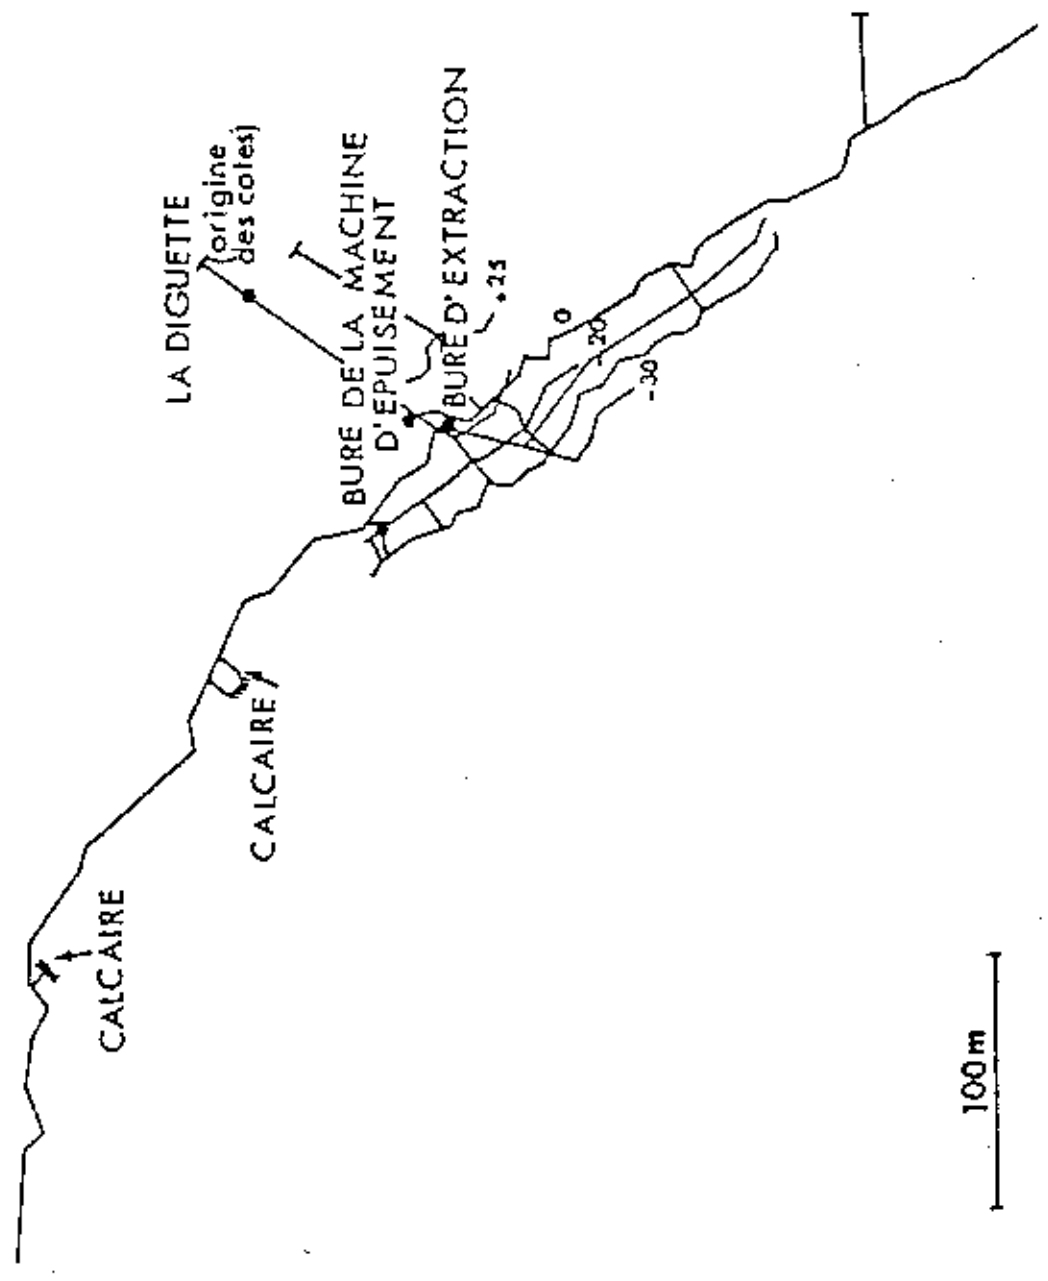 LA DIGUETTE
(origine
des cotes)
BURE DE LA MACHINE
D'EPUISEMENT
BURE D'EXTRACTION
+25
0
-20
-30
CALCAIRE
CALCAIRE
100m